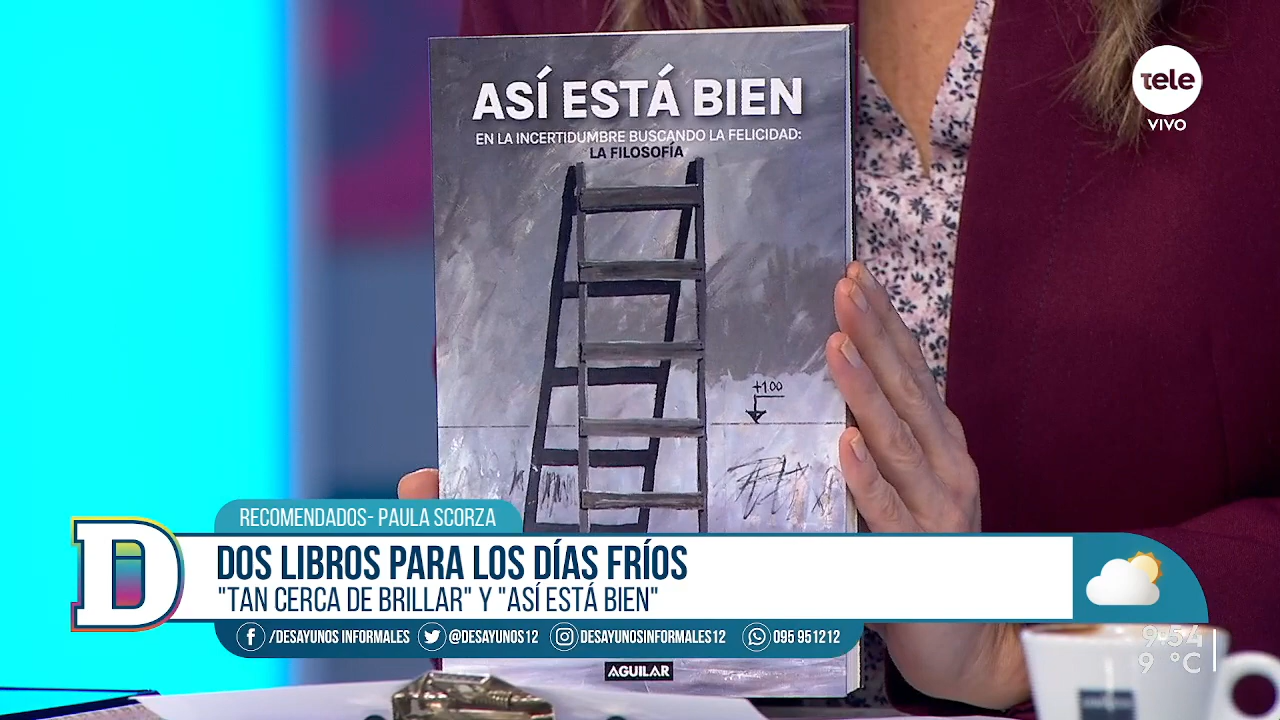 ASÍ ESTÁ BIEN
EN LA INCERTIDUMBRE BUSCANDO LA FELICIDAD:
LA FILOSOFÍA
+1.00
AGUILAR
tele
VIVO
RECOMENDADOS- PAULA SCORZA
DOS LIBROS PARA LOS DÍAS FRÍOS
"TAN CERCA DE BRILLAR" Y "ASÍ ESTÁ BIEN"
/DESAYUNOS INFORMALES @DESAYUNOS12 DESAYUNOSINFORMALES12 095 951212
D
9:54
9 °C